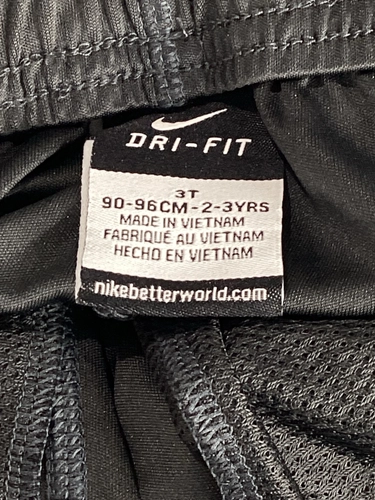 DRI-FIT
3T
90-96CM-2-3YRS
MADE IN VIETNAM
FABRIQUÉ AU VIETNAM
HECHO EN VIETNAM
nikebetterworld.com